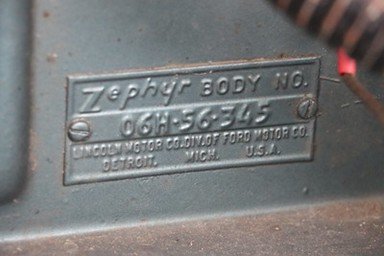 Zephyr BODY NO.
06H·56·345
LINCOLN MOTOR CO.DIV.OF FORD MOTOR CO.
DETROIT. MICH. U.S.A.